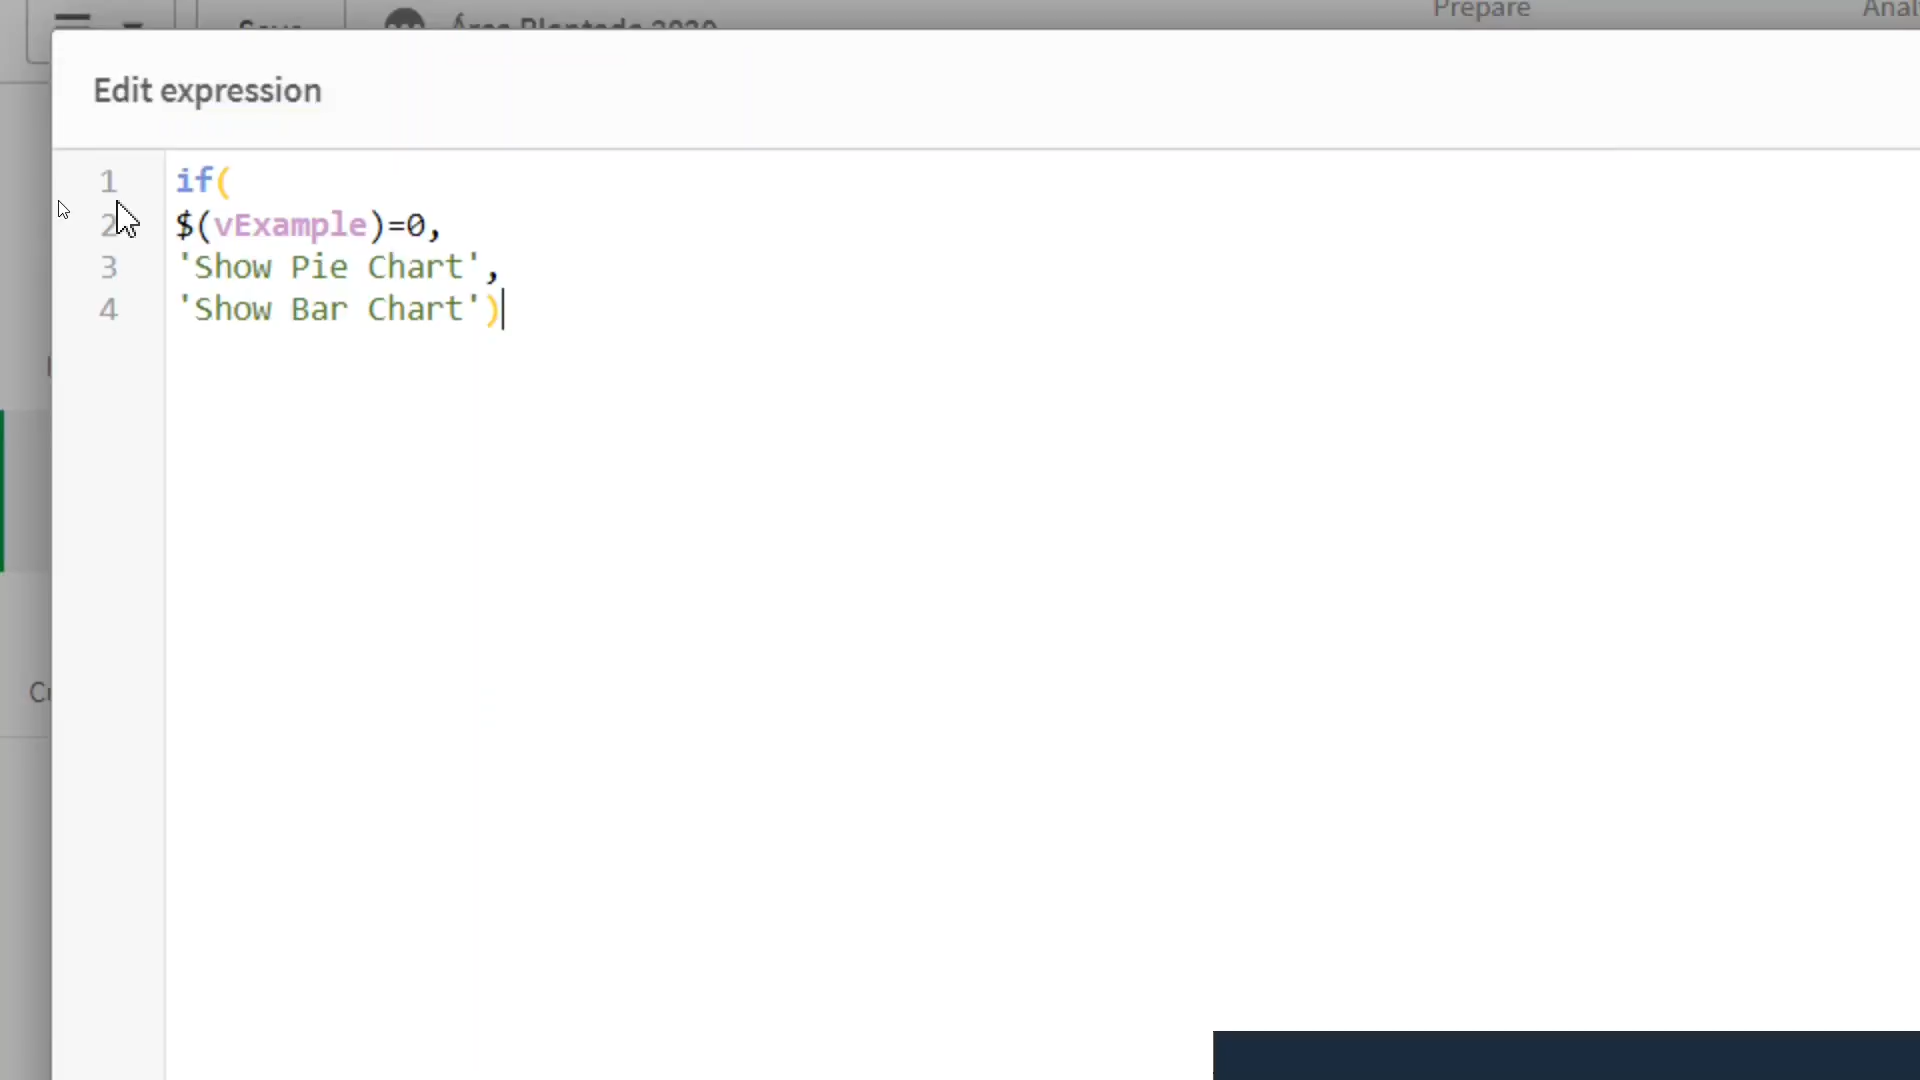 Prepare
Edit expression
1 if(
2 $(vExample)=0,
3 'Show Pie Chart',
4 'Show Bar Chart')